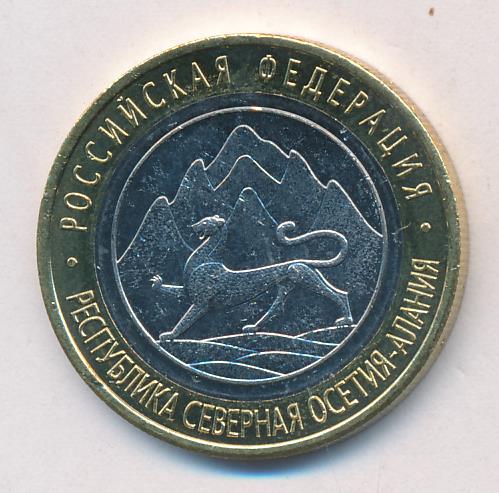 РОССИЙСКАЯ ФЕДЕРАЦИЯ
РЕСПУБЛИКА СЕВЕРНАЯ ОСЕТИЯ-АЛАНИЯ